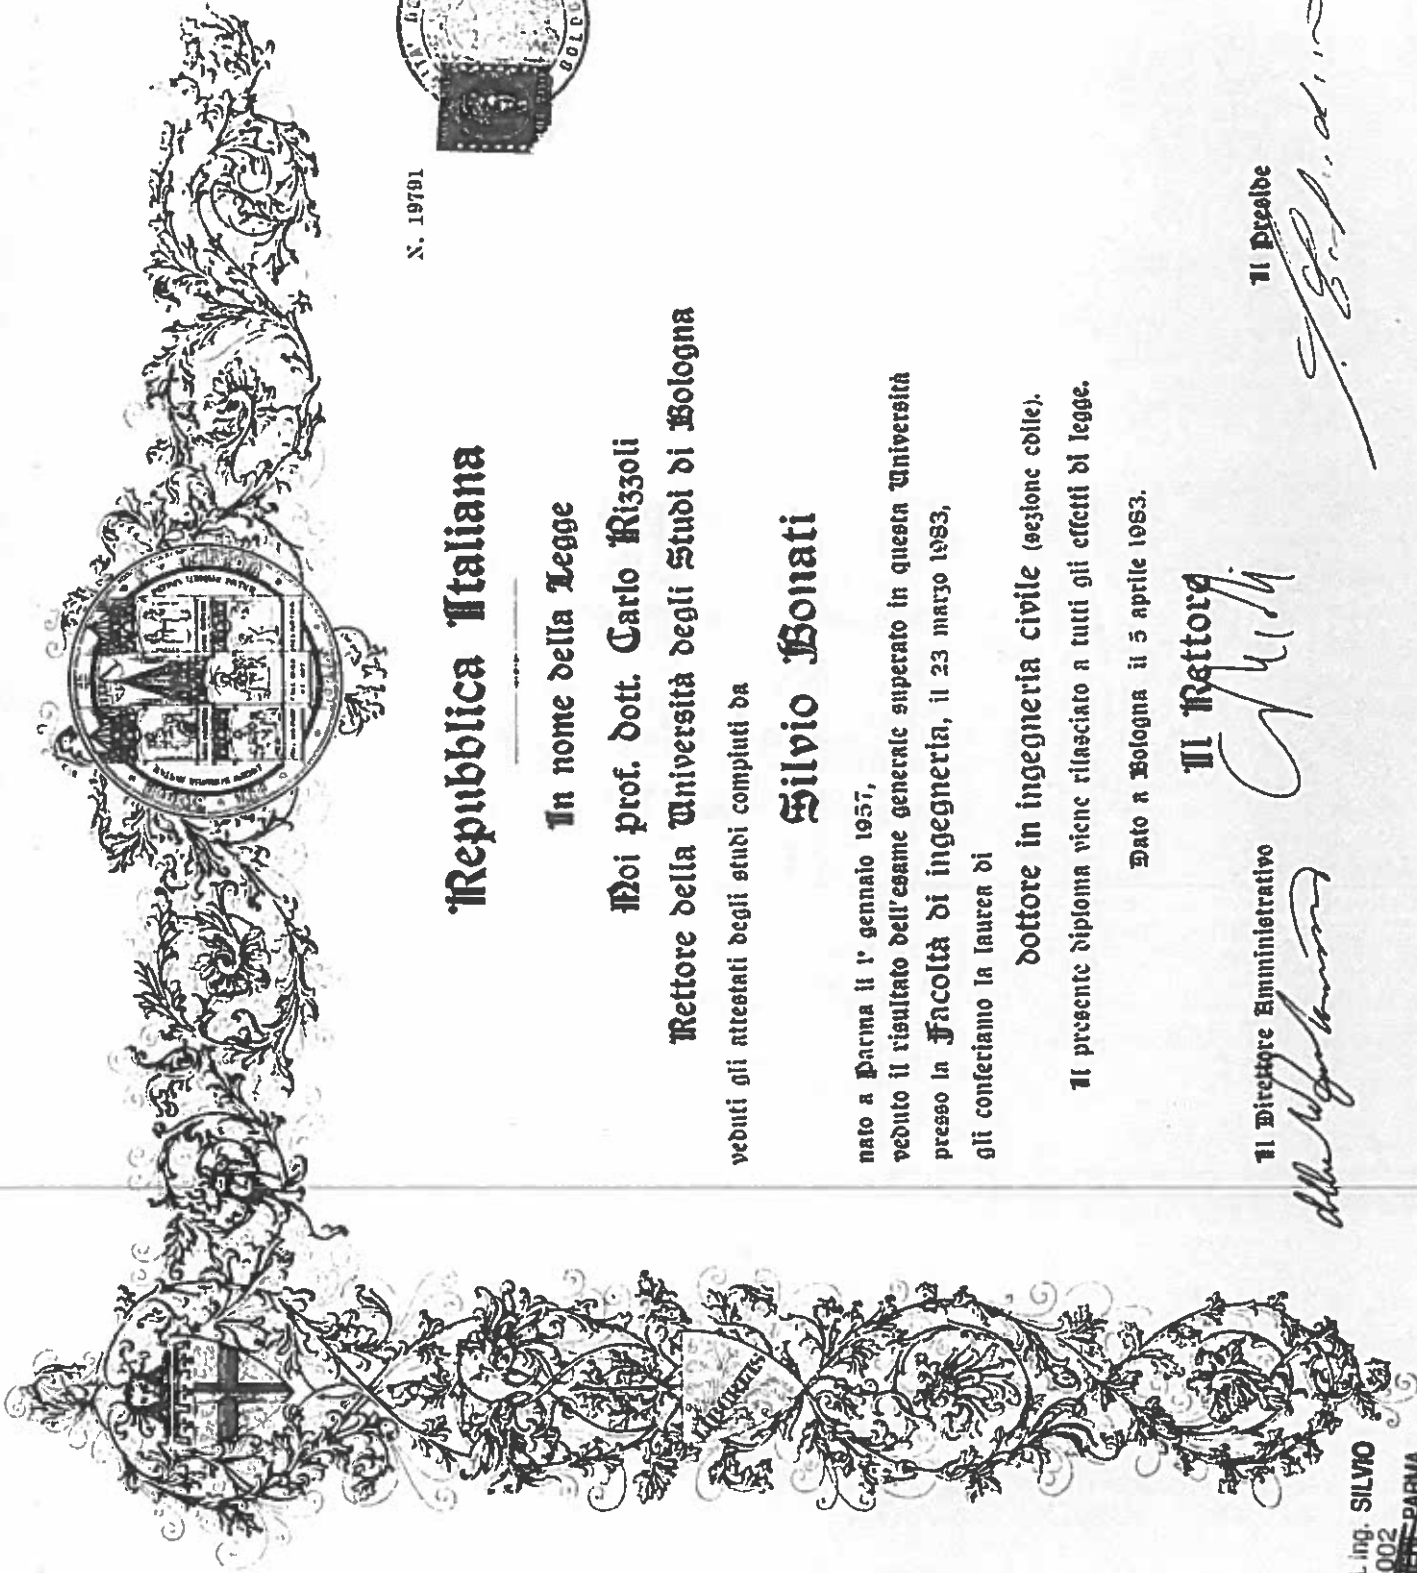 N. 19791
Repubblica Italiana
In nome della Legge
Noi prof. dott. Carlo Rizzoli
Rettore della Università degli Studi di Bologna
veduti gli attestati degli studi compiuti da
Silvio Bonati
nato a Parma il 1° gennaio 1957,
veduto il risultato dell'esame generale superato in questa Università
presso la Facoltà di ingegneria, il 23 marzo 1983,
gli conferiamo la laurea di
dottore in ingegneria civile (sezione edile).
Il presente diploma viene rilasciato a tutti gli effetti di legge.
Dato a Bologna il 5 aprile 1983.
Il Direttore Amministrativo
Il Rettore
Il Preside
LIBERTAS
Ing. SILVIO
002
PARMA